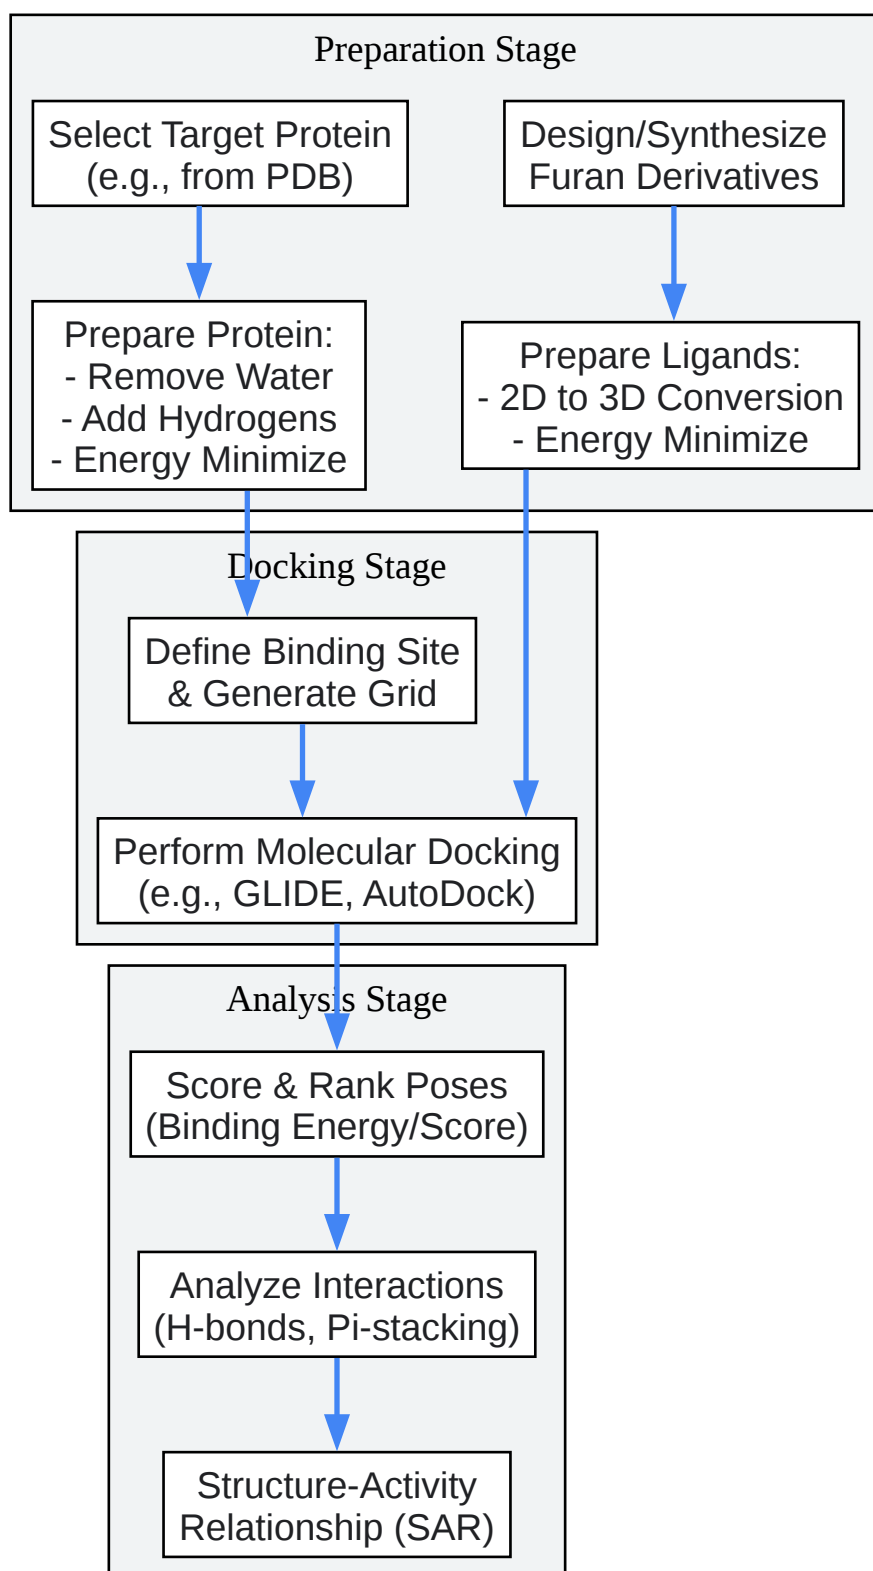 Preparation Stage
Select Target Protein
(e.g., from PDB)
Design/Synthesize
Furan Derivatives
Prepare Protein:
- Remove Water
- Add Hydrogens
- Energy Minimize
Prepare Ligands:
- 2D to 3D Conversion
- Energy Minimize
Docking Stage
Define Binding Site
& Generate Grid
Perform Molecular Docking
(e.g., GLIDE, AutoDock)
Analysis Stage
Score & Rank Poses
(Binding Energy/Score)
Analyze Interactions
(H-bonds, Pi-stacking)
Structure-Activity
Relationship (SAR)